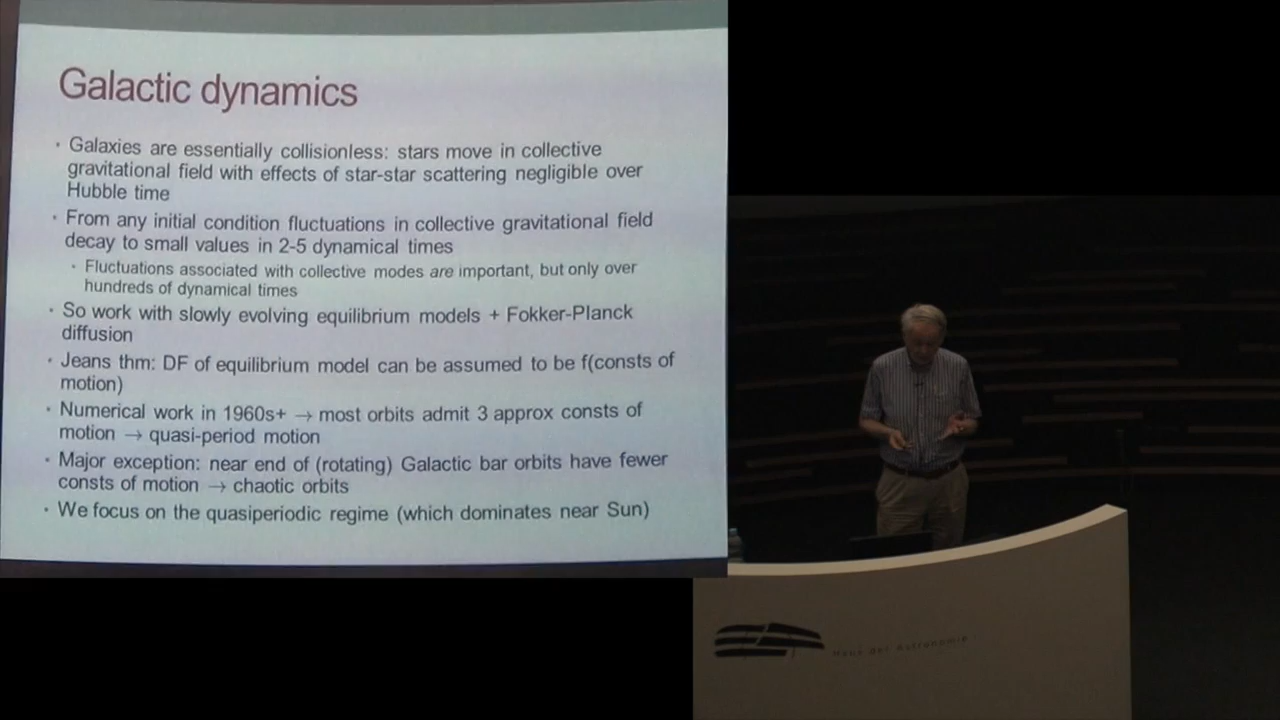 Galactic dynamics
• Galaxies are essentially collisionless: stars move in collective
gravitational field with effects of star-star scattering negligible over
Hubble time
• From any initial condition fluctuations in collective gravitational field
decay to small values in 2-5 dynamical times
• Fluctuations associated with collective modes are important, but only over
hundreds of dynamical times
• So work with slowly evolving equilibrium models + Fokker-Planck
diffusion
• Jeans thm: DF of equilibrium model can be assumed to be f(consts of
motion)
• Numerical work in 1960s+ → most orbits admit 3 approx consts of
motion → quasi-period motion
• Major exception: near end of (rotating) Galactic bar orbits have fewer
consts of motion → chaotic orbits
• We focus on the quasiperiodic regime (which dominates near Sun)
Haus der Astronomie